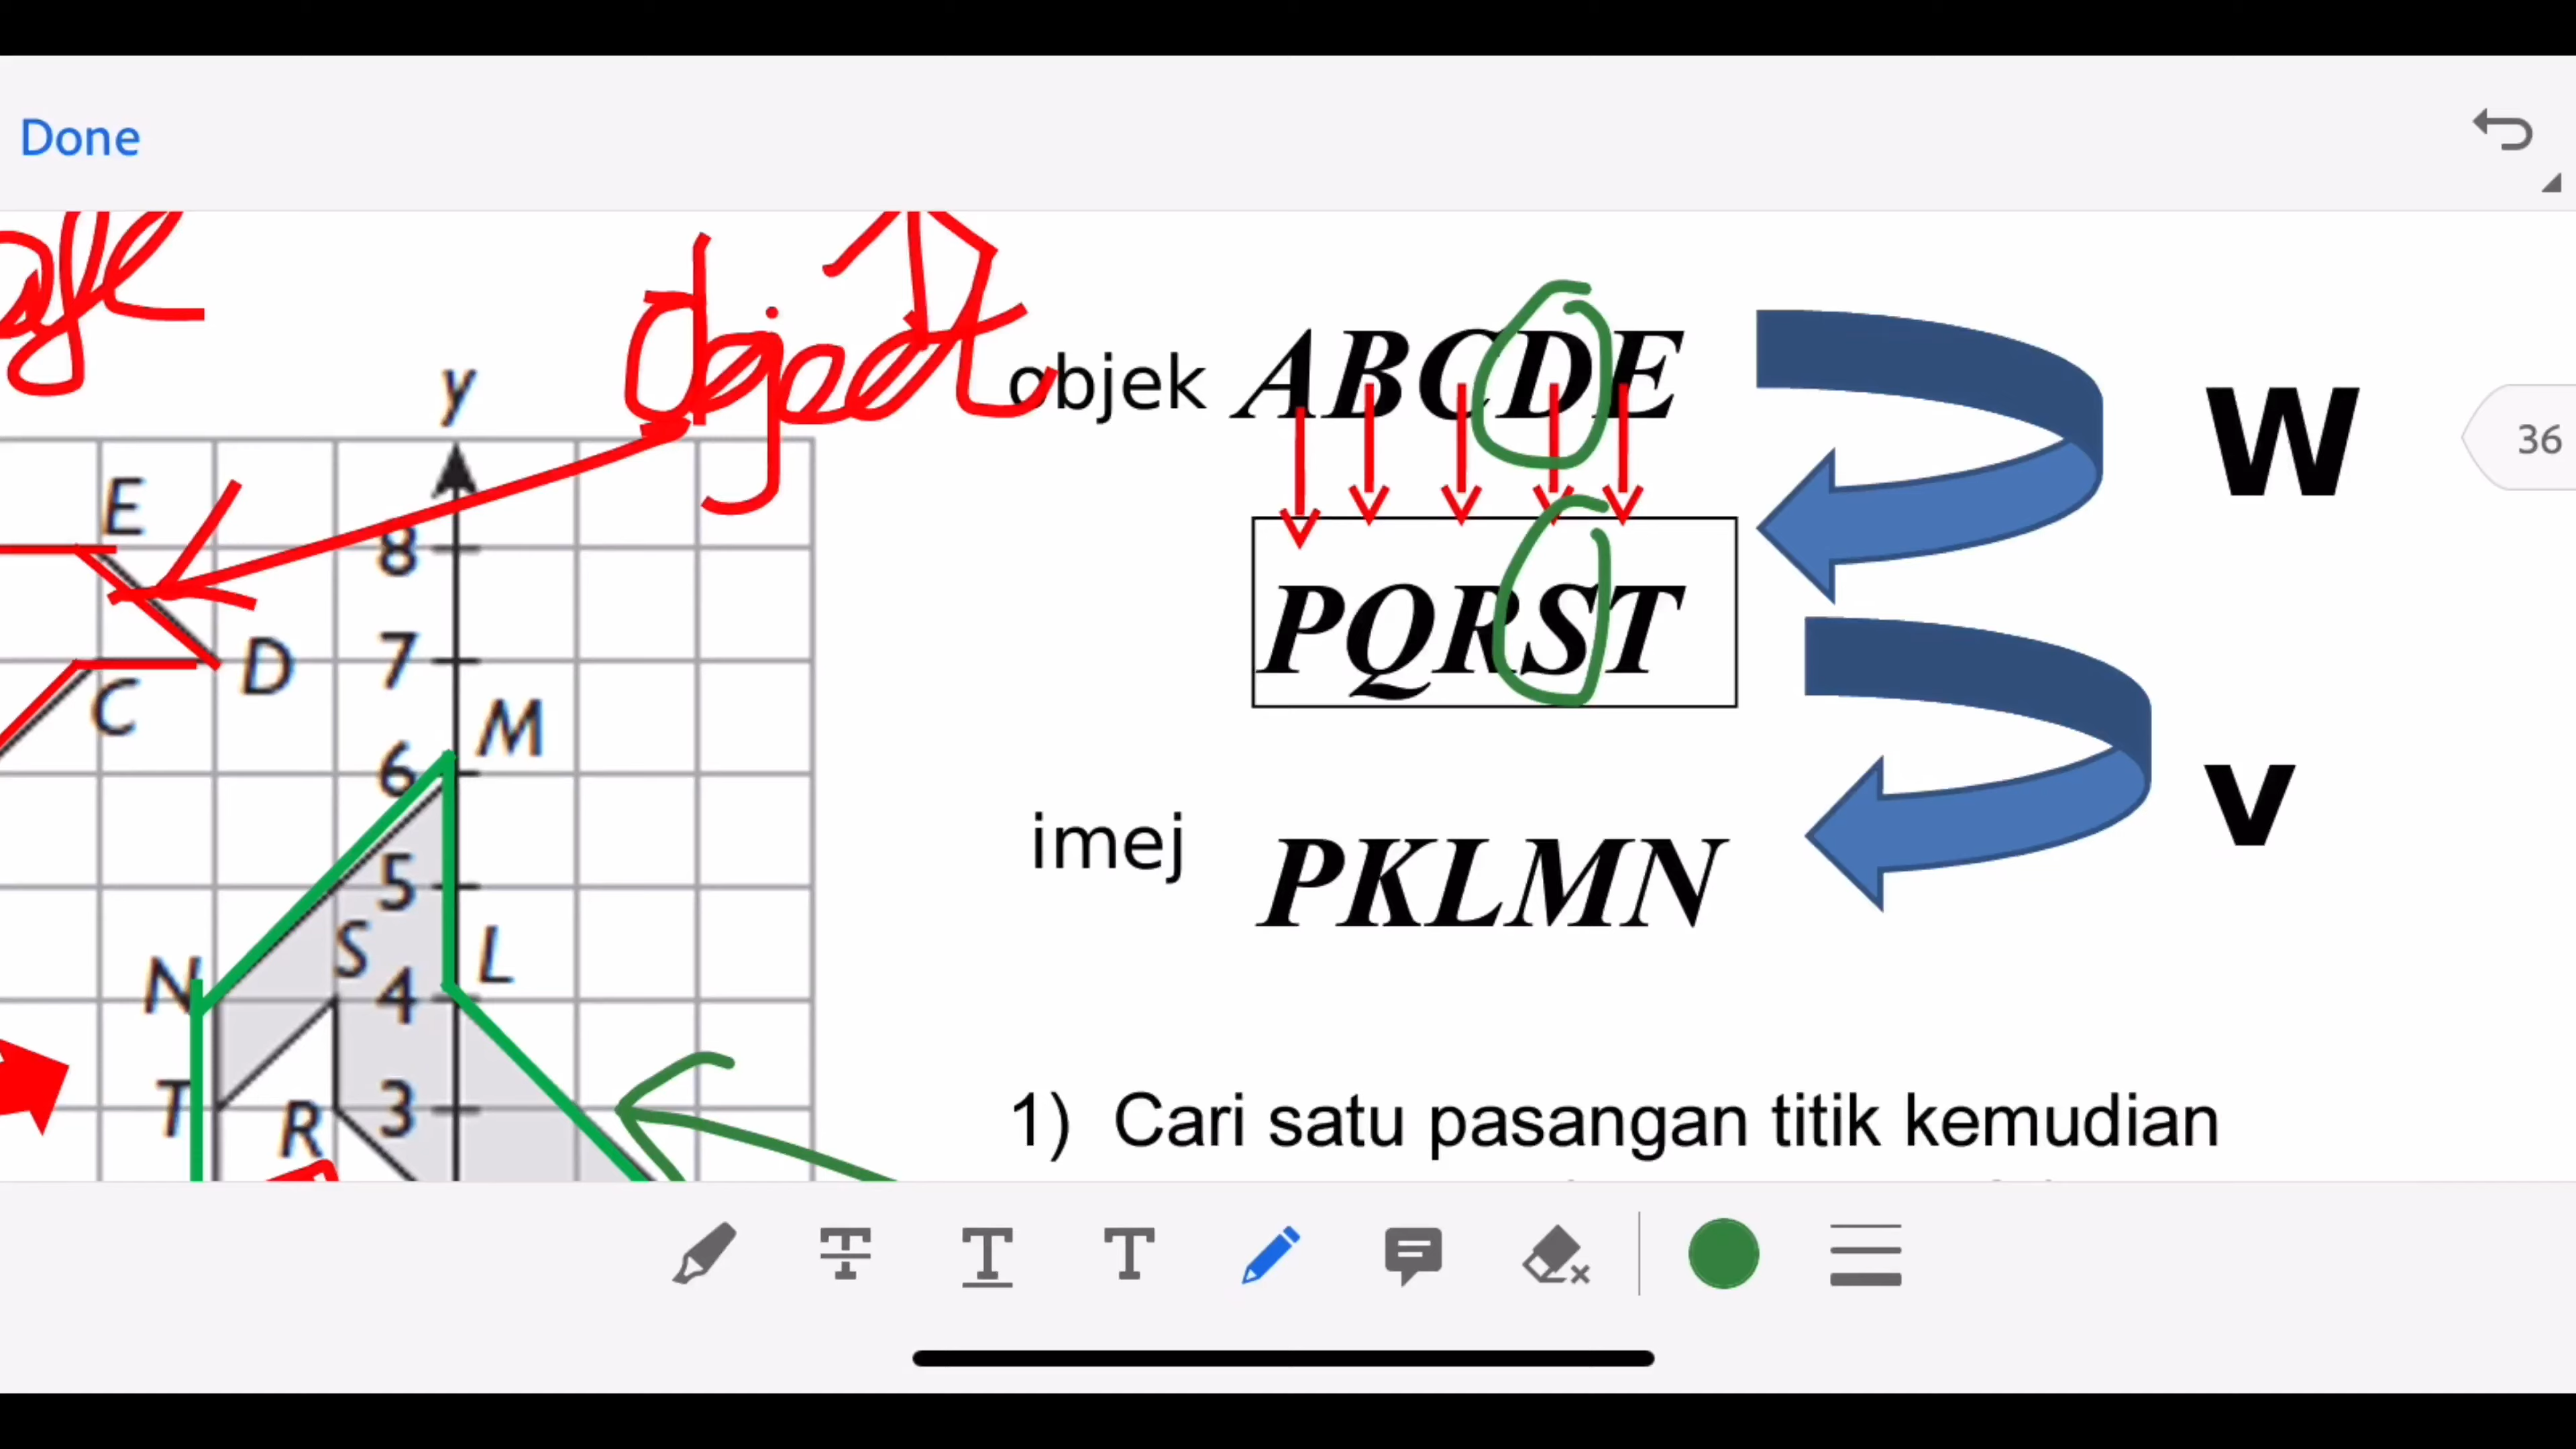 Done
object
objek ABCDE
W
36
PQRST
v
imej PKLMN
y
E
8
7
D
C
M
6
5
S
N
L
4
T
R
3
1) Cari satu pasangan titik kemudian